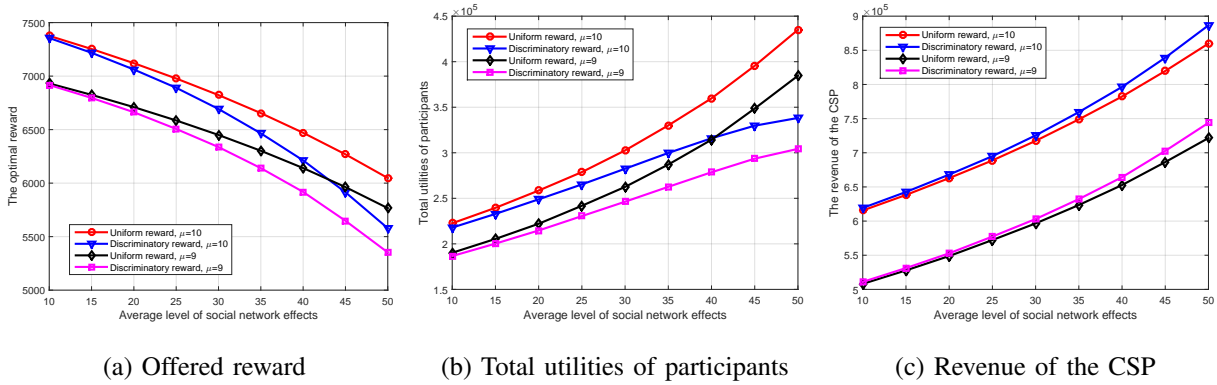 7500
7000
6500
6000
5500
5000
The optimal reward
Uniform reward, μ=10
Discriminatory reward, μ=10
Uniform reward, μ=9
Discriminatory reward, μ=9
10 15 20 25 30 35 40 45 50
Average level of social network effects
(a) Offered reward
×10⁵
4.5
4
3.5
3
2.5
2
1.5
Total utilities of participants
Uniform reward, μ=10
Discriminatory reward, μ=10
Uniform reward, μ=9
Discriminatory reward, μ=9
10 15 20 25 30 35 40 45 50
Average level of social network effects
(b) Total utilities of participants
×10⁵
9
8.5
8
7.5
7
6.5
6
5.5
5
The revenue of the CSP
Uniform reward, μ=10
Discriminatory reward, μ=10
Uniform reward, μ=9
Discriminatory reward, μ=9
10 15 20 25 30 35 40 45 50
Average level of social network effects
(c) Revenue of the CSP